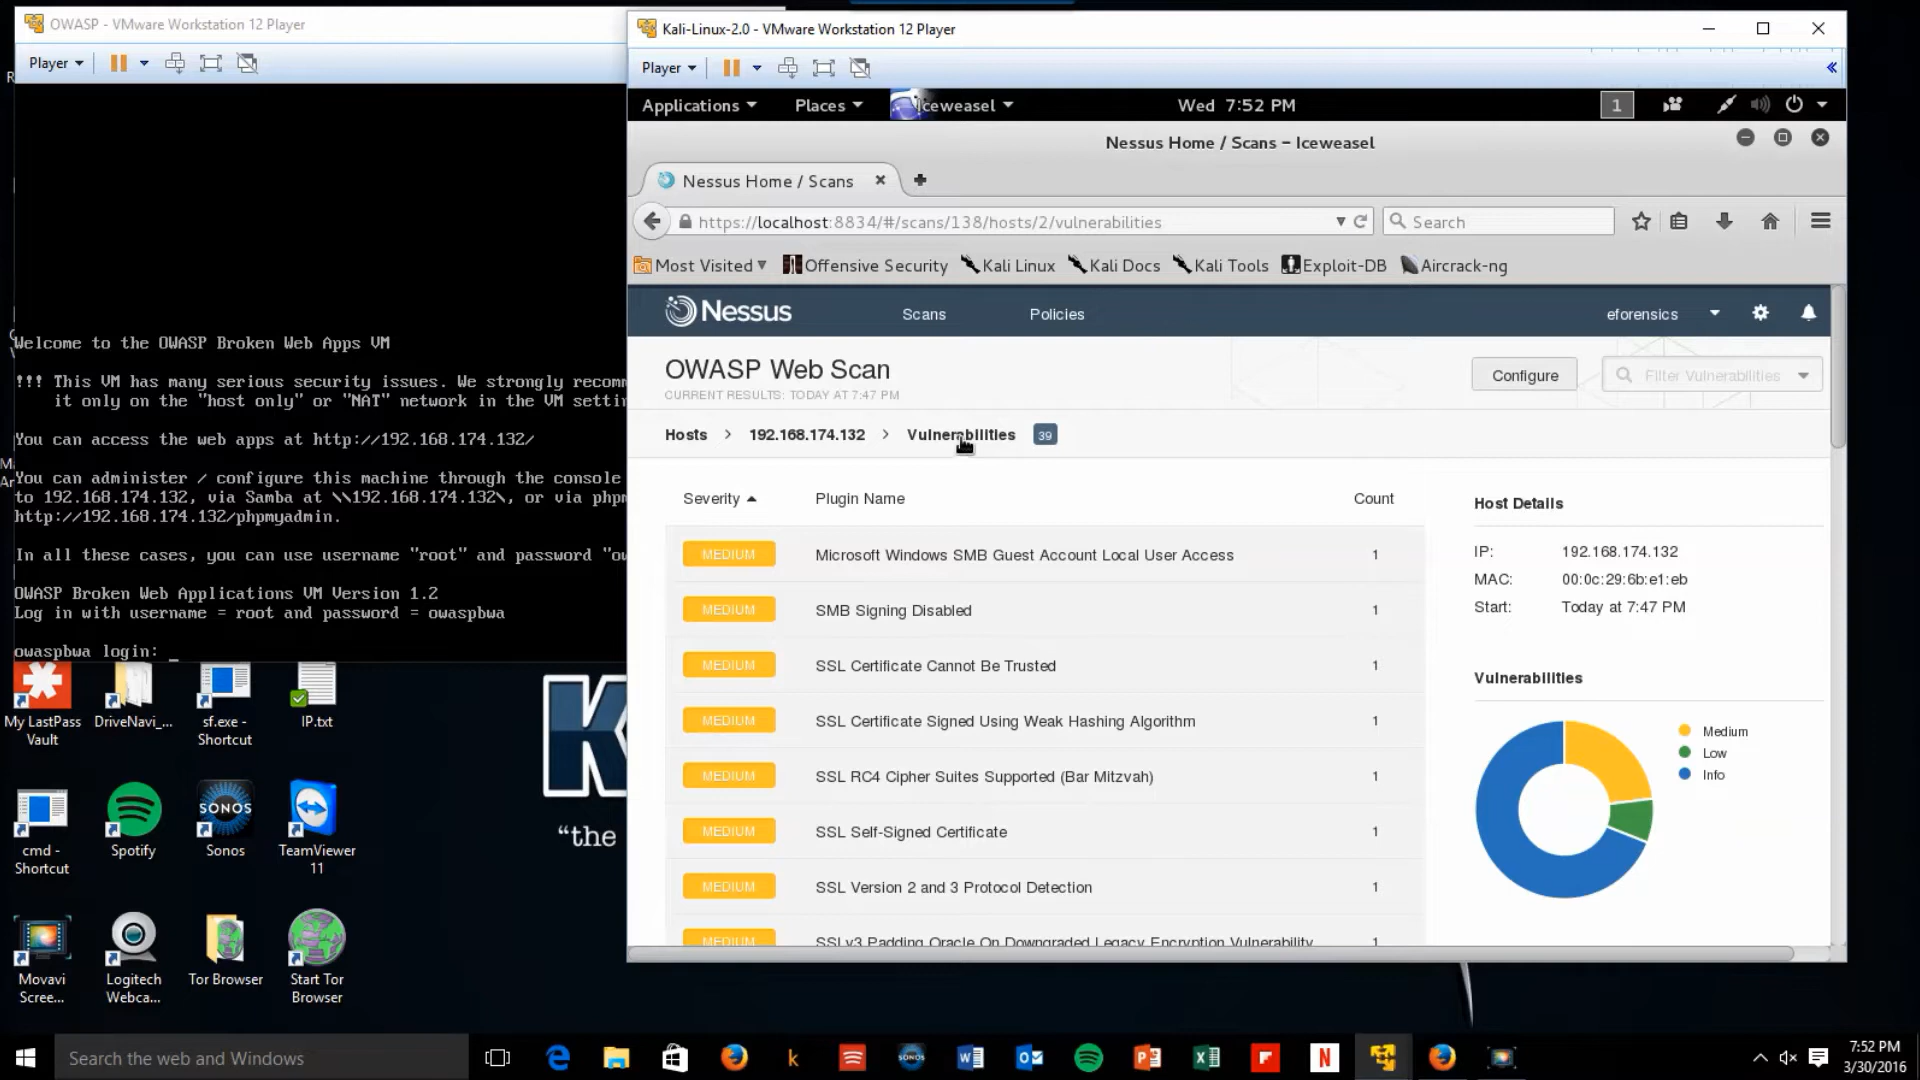 OWASP - VMware Workstation 12 Player
Player
Welcome to the OWASP Broken Web Apps VM
!!! This VM has many serious security issues. We strongly recom
it only on the "host only" or "NAT" network in the VM settin
You can access the web apps at http://192.168.174.132/
You can administer / configure this machine through the console
to 192.168.174.132, via Samba at \\192.168.174.132\, or via phpm
http://192.168.174.132/phpmyadmin.
In all these cases, you can use username "root" and password "ow
OWASP Broken Web Applications VM Version 1.2
Log in with username = root and password = owaspbwa
owaspbwa login: _
Kali-Linux-2.0 - VMware Workstation 12 Player
Player
Applications Places Iceweasel Wed 7:52 PM 1
Nessus Home / Scans - Iceweasel
Nessus Home / Scans
https://localhost:8834/#/scans/138/hosts/2/vulnerabilities
Search
Most Visited Offensive Security Kali Linux Kali Docs Kali Tools Exploit-DB Aircrack-ng
Nessus Scans Policies eforensics
OWASP Web Scan
CURRENT RESULTS: TODAY AT 7:47 PM
Configure
Filter Vulnerabilities
Hosts > 192.168.174.132 > Vulnerabilities 39
Severity Plugin Name Count
MEDIUM Microsoft Windows SMB Guest Account Local User Access 1
MEDIUM SMB Signing Disabled 1
MEDIUM SSL Certificate Cannot Be Trusted 1
MEDIUM SSL Certificate Signed Using Weak Hashing Algorithm 1
MEDIUM SSL RC4 Cipher Suites Supported (Bar Mitzvah) 1
MEDIUM SSL Self-Signed Certificate 1
MEDIUM SSL Version 2 and 3 Protocol Detection 1
MEDIUM SSLv3 Padding Oracle On Downgraded Legacy Encryption Vulnerability 1
Host Details
IP: 192.168.174.132
MAC: 00:0c:29:6b:e1:eb
Start: Today at 7:47 PM
Vulnerabilities
Medium
Low
Info
My LastPass Vault
DriveNavi_...
sf.exe - Shortcut
IP.txt
K
"the
cmd - Shortcut
Spotify
SONOS
Sonos
TeamViewer 11
Movavi Scree...
Logitech Webca...
Tor Browser
Start Tor Browser
Search the web and Windows
7:52 PM
3/30/2016